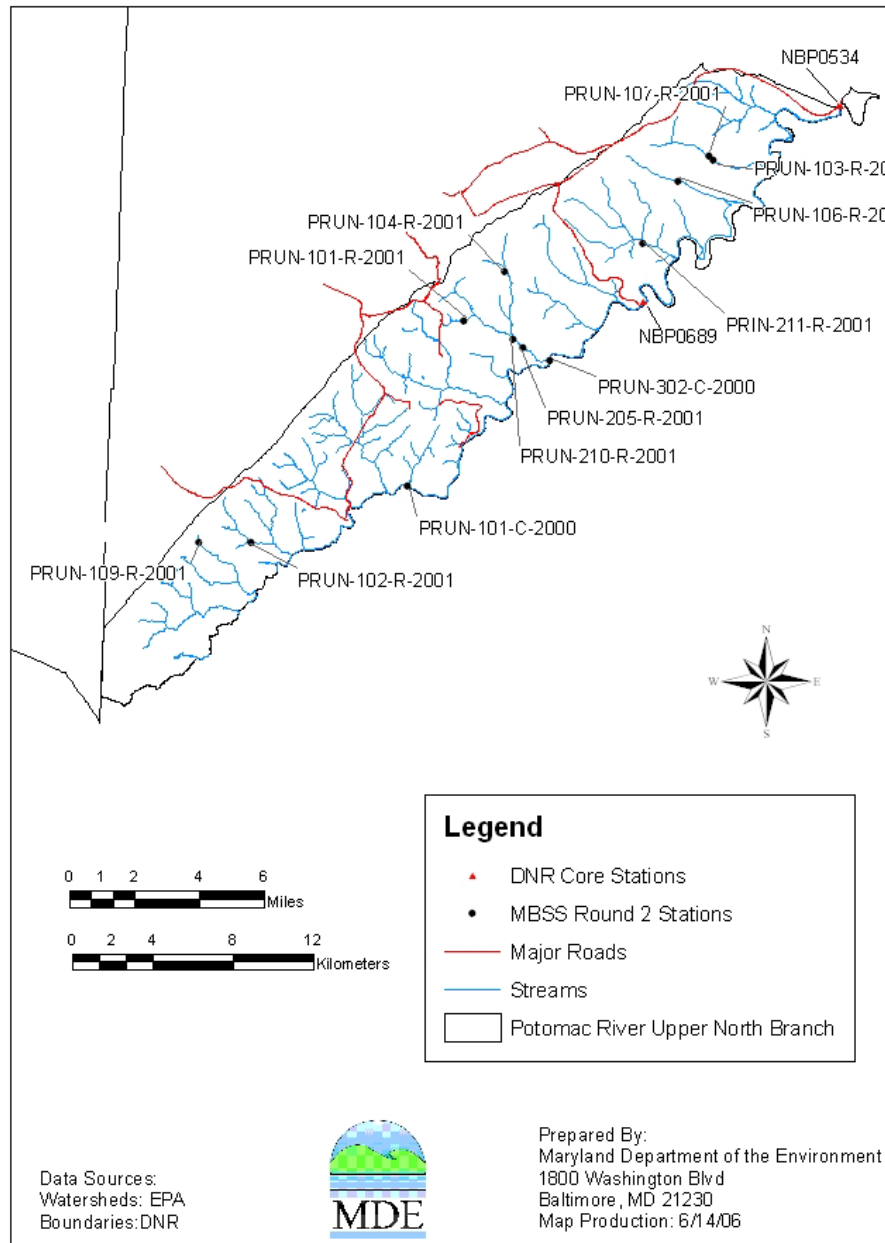 NBP0534
PRUN-107-R-2001
PRUN-103-R-20
PRUN-106-R-20
PRUN-104-R-2001
PRUN-101-R-2001
PRIN-211-R-2001
NBP0689
PRUN-302-C-2000
PRUN-205-R-2001
PRUN-210-R-2001
PRUN-101-C-2000
PRUN-109-R-2001
PRUN-102-R-2001
N
W E
S
Legend
DNR Core Stations
MBSS Round 2 Stations
Major Roads
Streams
Potomac River Upper North Branch
0 1 2 4 6
Miles
0 2 4 8 12
Kilometers
Data Sources:
Watersheds: EPA
Boundaries:DNR
MDE
Prepared By:
Maryland Department of the Environment
1800 Washington Blvd
Baltimore, MD 21230
Map Production: 6/14/06